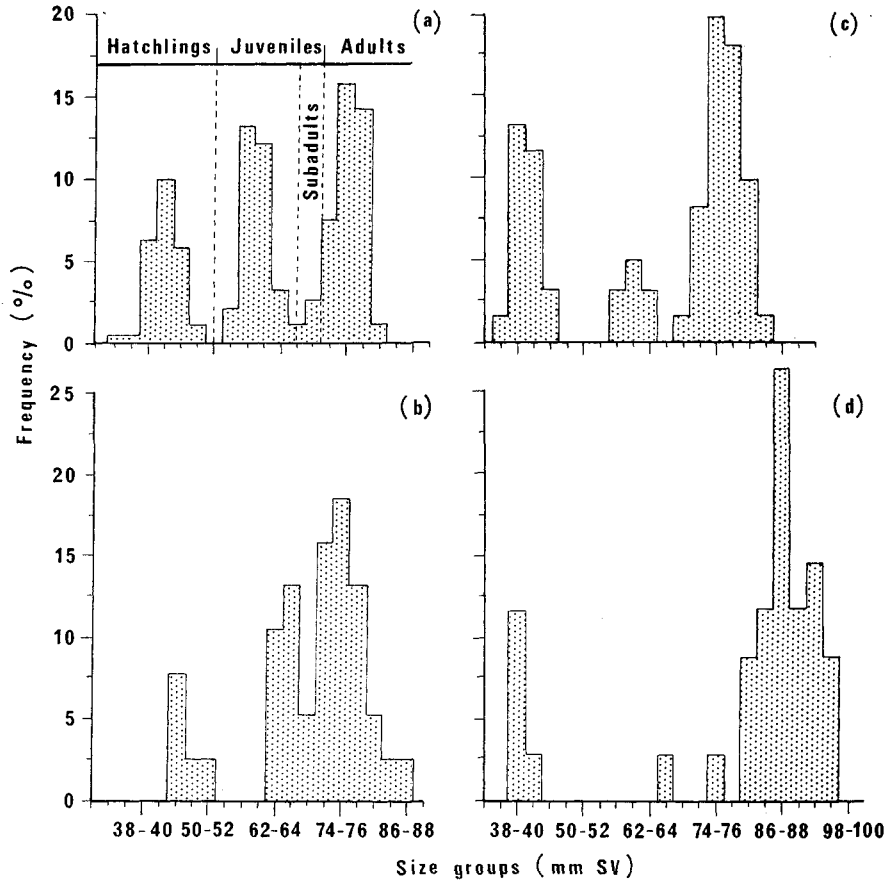 20
(a)
(c)
Hatchlings Juveniles Adults
15
Subadults
10
5
0
Frequency (%)
25
(b)
(d)
20
15
10
5
0
38-40 50-52 62-64 74-76 86-88
38-40 50-52 62-64 74-76 86-88 98-100
Size groups (mm SV)